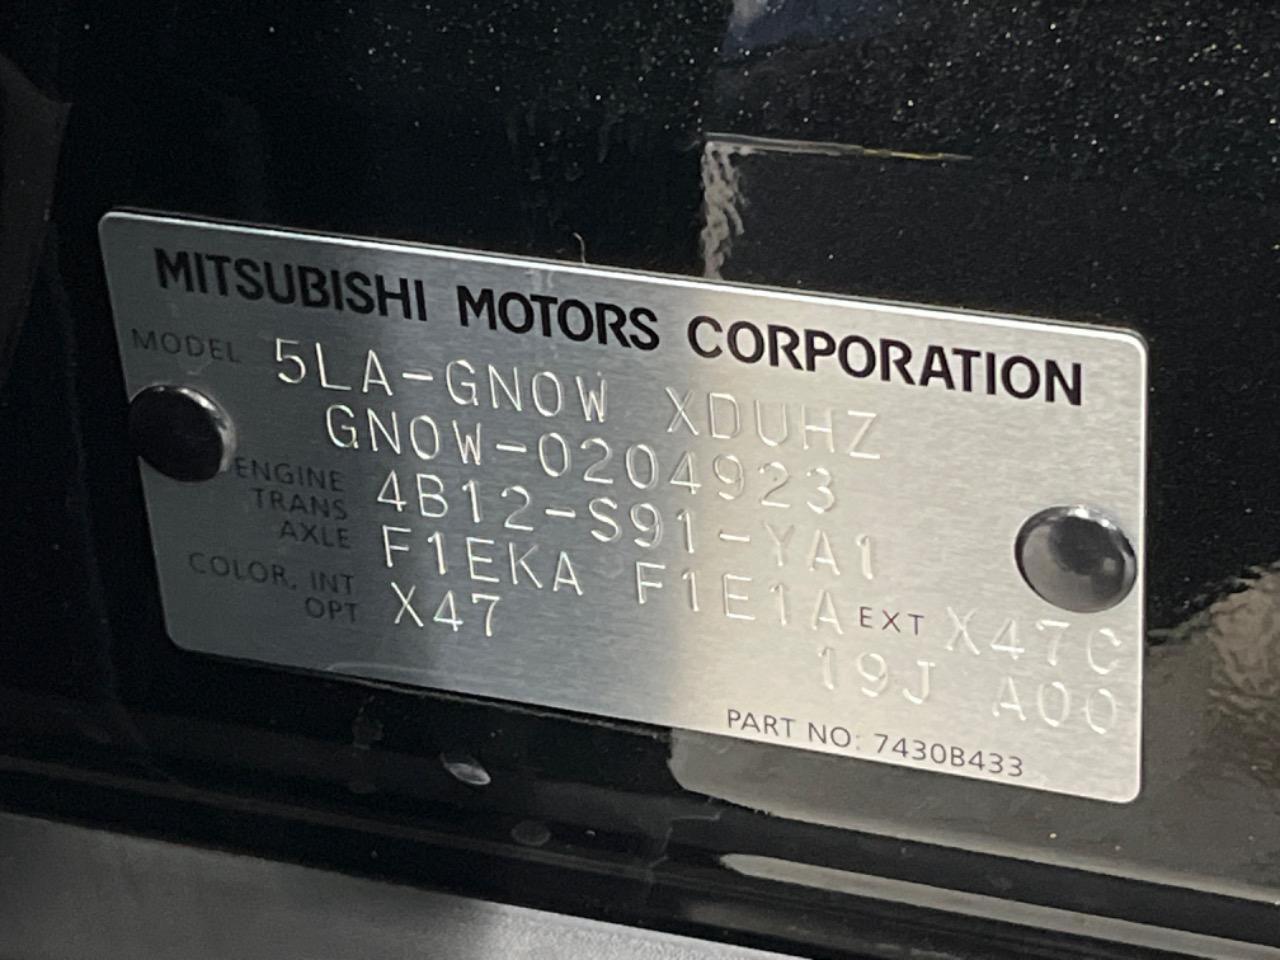 MITSUBISHI MOTORS CORPORATION
MODEL 5LA-GN0W XDUHZ
GN0W-0204923
ENGINE 4B12-S91-YA1
TRANS AXLE F1EKA F1E1A
COLOR, INT OPT X47 EXT X47C
19J A00
PART NO: 7430B433